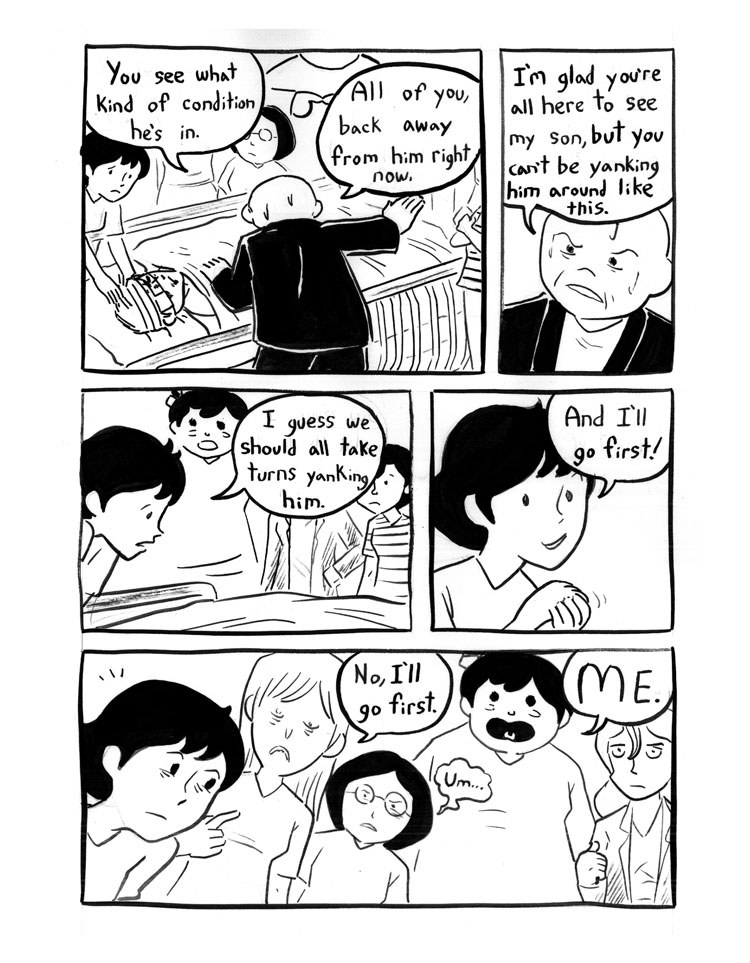 You see what
kind of condition
he's in.
All of you,
back away
from him right
now.
I'm glad you're
all here to see
my son, but you
can't be yanking
him around like
this.
I guess we
should all take
turns yanking
him.
And I'll
go first!
No, I'll
go first.
Um...
ME.